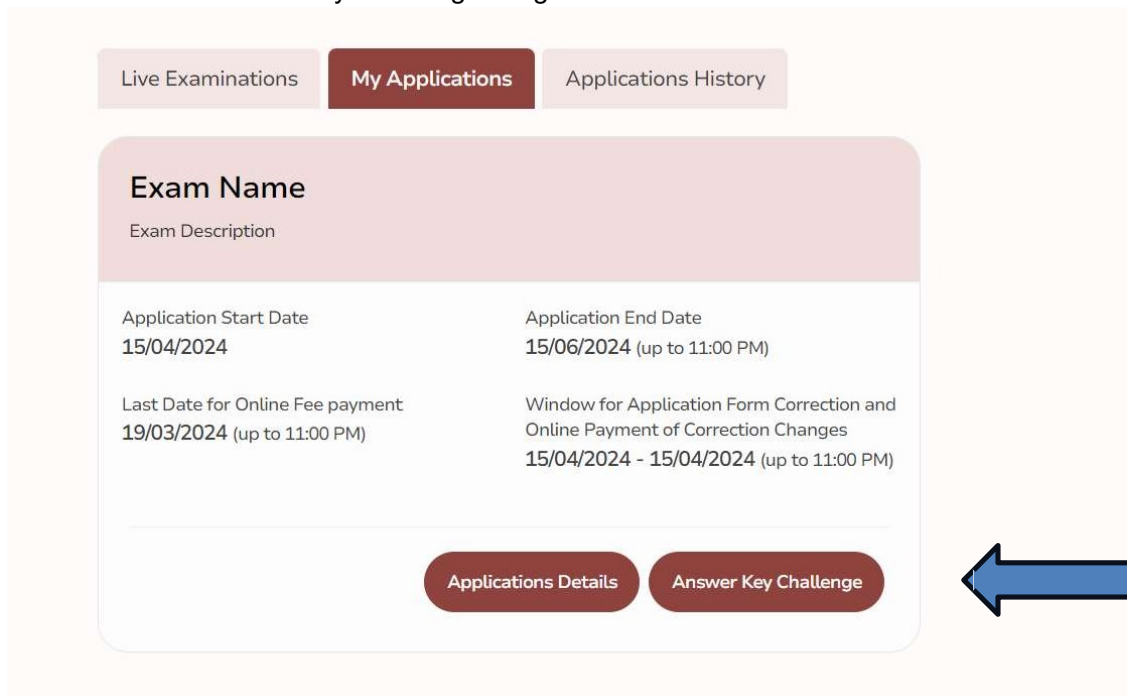 Live Examinations
My Applications
Applications History
Exam Name
Exam Description
Application Start Date
15/04/2024
Application End Date
15/06/2024 (up to 11:00 PM)
Last Date for Online Fee payment
19/03/2024 (up to 11:00 PM)
Window for Application Form Correction and
Online Payment of Correction Changes
15/04/2024 - 15/04/2024 (up to 11:00 PM)
Applications Details
Answer Key Challenge